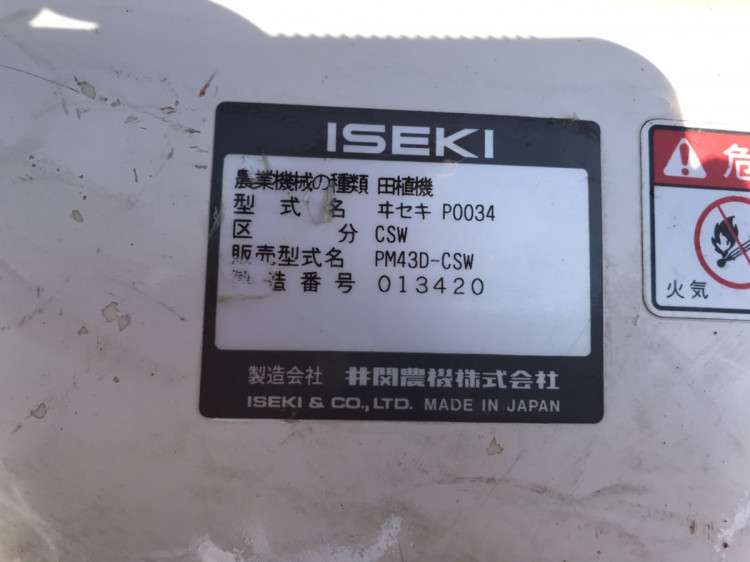 ISEKI
農業機械の種類 田植機
型式名 ヰセキ P0034
区分 CSW
販売型式名 PM43D-CSW
製造番号 013420
製造会社 井関農機株式会社
ISEKI & CO., LTD. MADE IN JAPAN
危
火気